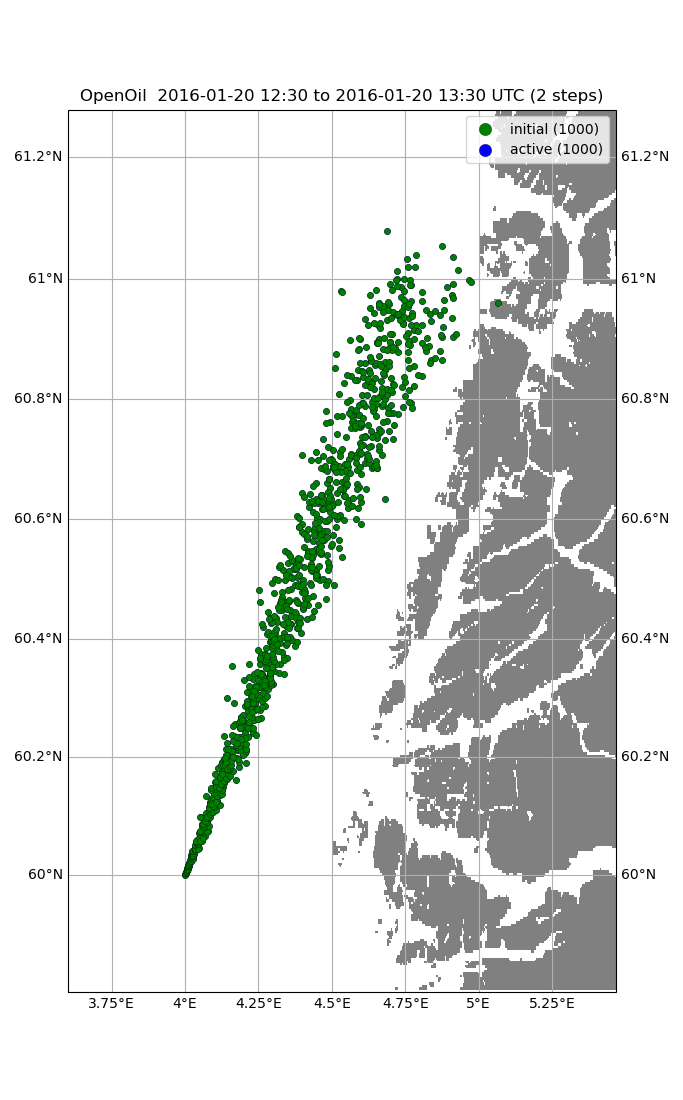 OpenOil  2016-01-20 12:30 to 2016-01-20 13:30 UTC (2 steps)
initial (1000)
active (1000)
61.2°N 61.2°N
61°N 61°N
60.8°N 60.8°N
60.6°N 60.6°N
60.4°N 60.4°N
60.2°N 60.2°N
60°N 60°N
3.75°E 4°E 4.25°E 4.5°E 4.75°E 5°E 5.25°E